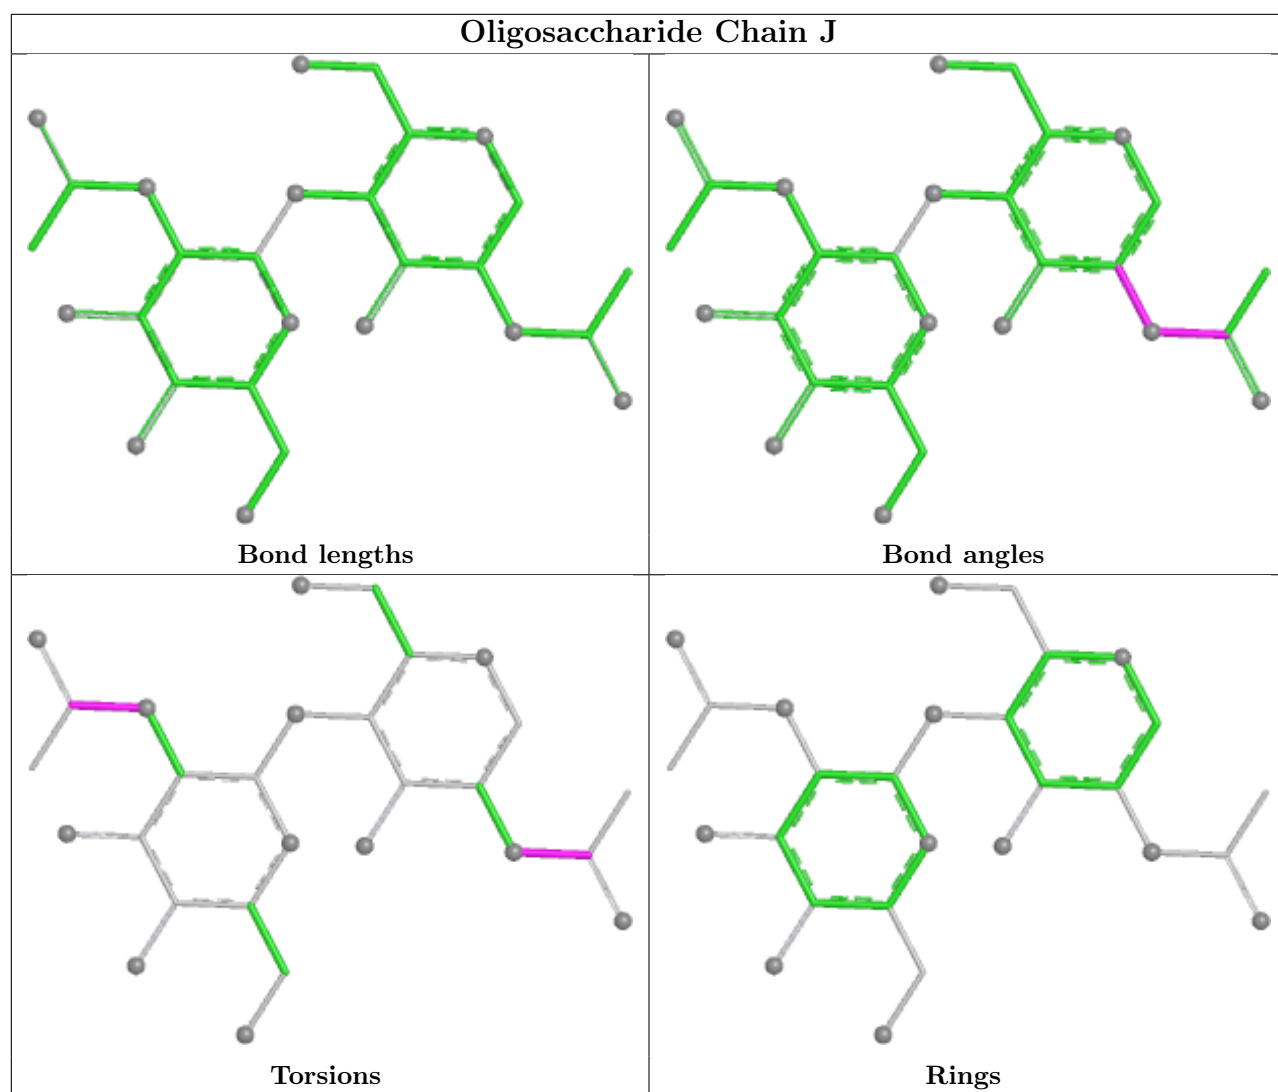 Oligosaccharide Chain J
Bond lengths
Bond angles
Torsions
Rings